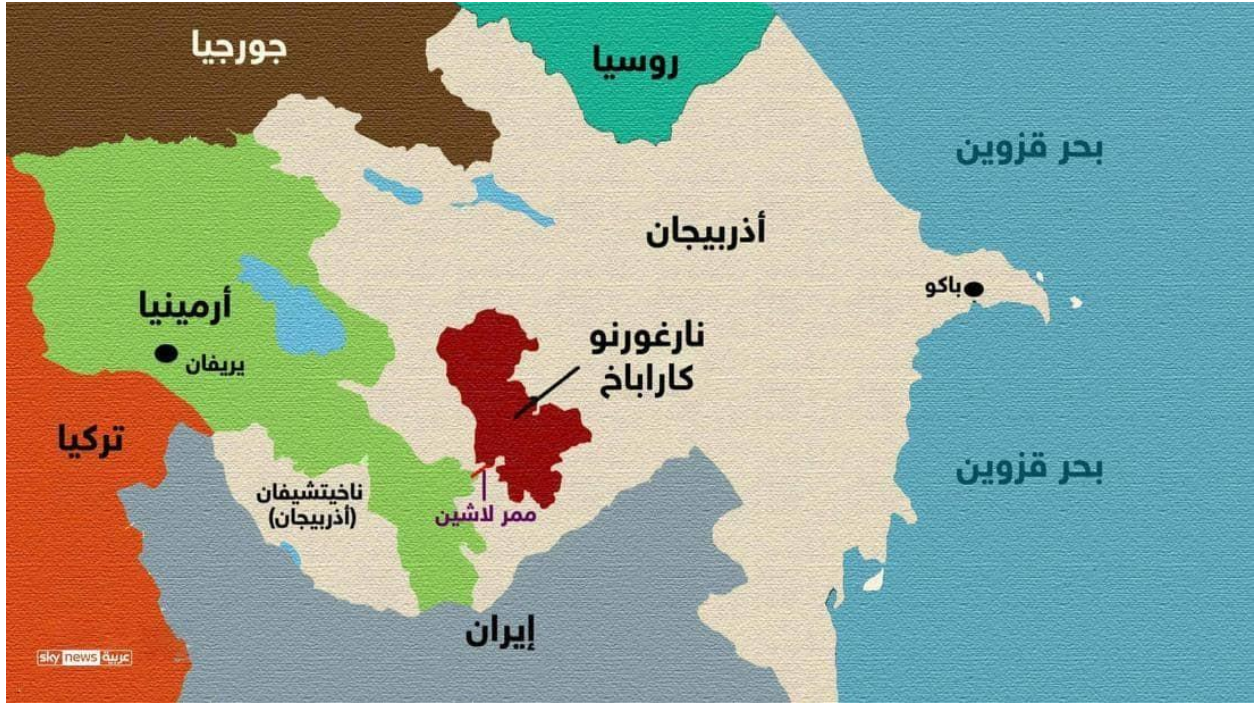 جورجيا
روسيا
بحر قزوين
أذربيجان
باكو
أرمينيا
يريفان
نارغورنو
كاراباخ
تركيا
بحر قزوين
ناخيتشيفان
(أذربيجان)
ممر لاشين
إيران
sky news عربية